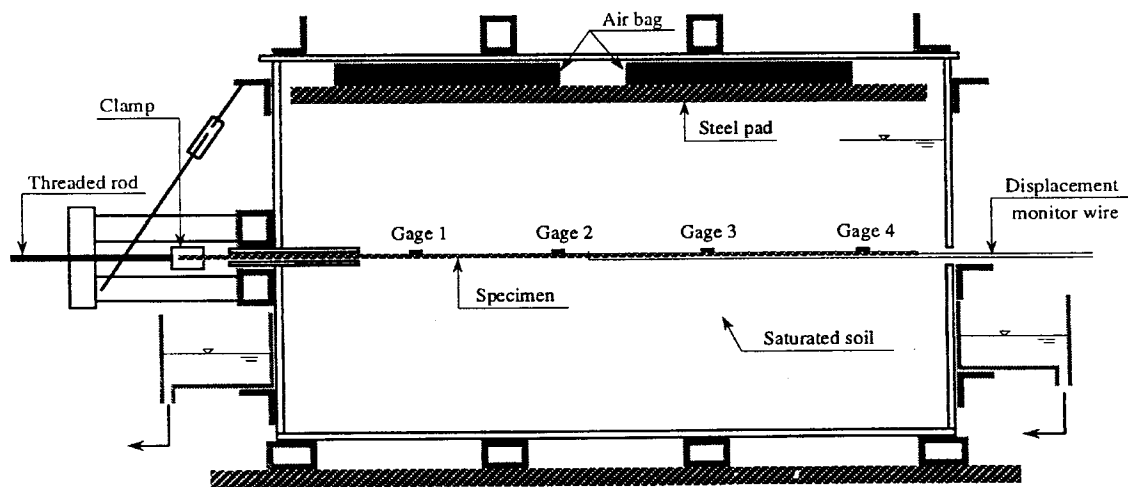 Air bag
Clamp
Steel pad
Threaded rod
Displacement
monitor wire
Gage 1
Gage 2
Gage 3
Gage 4
Specimen
Saturated soil